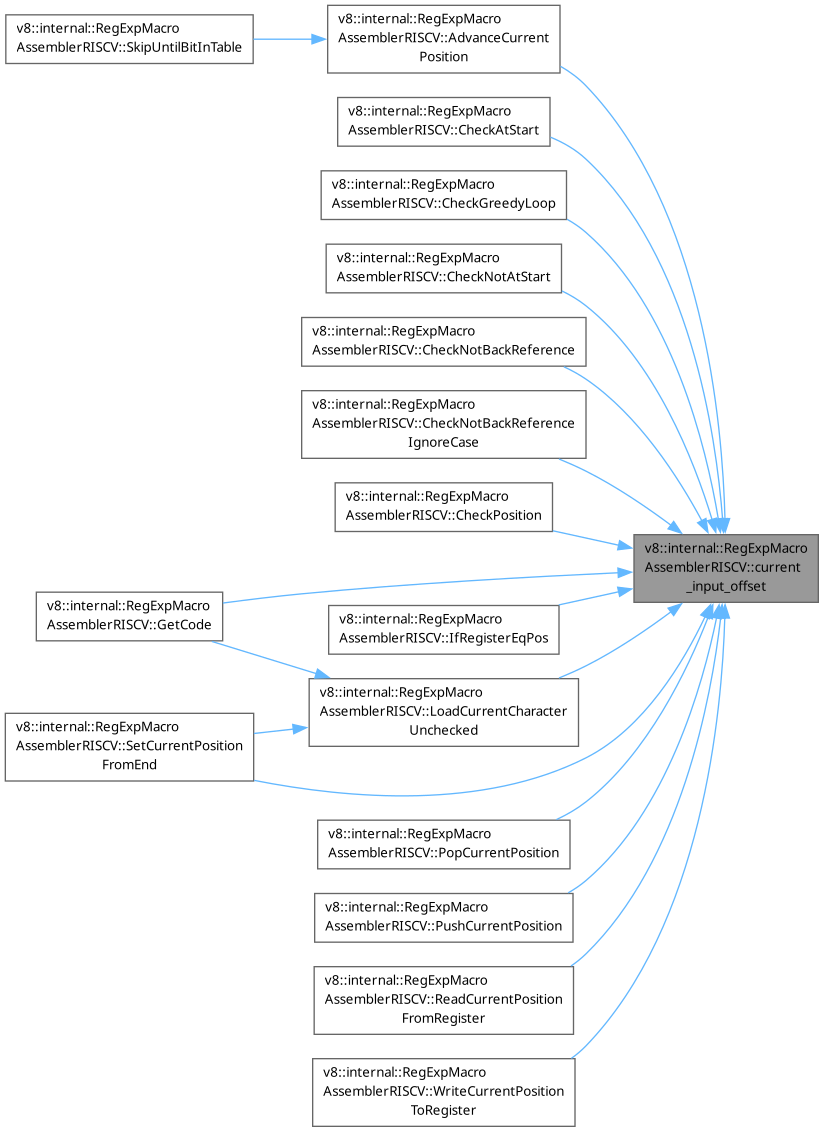 v8::internal::RegExpMacro
AssemblerRISCV::SkipUntilBitInTable
v8::internal::RegExpMacro
AssemblerRISCV::AdvanceCurrent
Position
v8::internal::RegExpMacro
AssemblerRISCV::CheckAtStart
v8::internal::RegExpMacro
AssemblerRISCV::CheckGreedyLoop
v8::internal::RegExpMacro
AssemblerRISCV::CheckNotAtStart
v8::internal::RegExpMacro
AssemblerRISCV::CheckNotBackReference
v8::internal::RegExpMacro
AssemblerRISCV::CheckNotBackReference
IgnoreCase
v8::internal::RegExpMacro
AssemblerRISCV::CheckPosition
v8::internal::RegExpMacro
AssemblerRISCV::current
_input_offset
v8::internal::RegExpMacro
AssemblerRISCV::GetCode
v8::internal::RegExpMacro
AssemblerRISCV::IfRegisterEqPos
v8::internal::RegExpMacro
AssemblerRISCV::LoadCurrentCharacter
Unchecked
v8::internal::RegExpMacro
AssemblerRISCV::SetCurrentPosition
FromEnd
v8::internal::RegExpMacro
AssemblerRISCV::PopCurrentPosition
v8::internal::RegExpMacro
AssemblerRISCV::PushCurrentPosition
v8::internal::RegExpMacro
AssemblerRISCV::ReadCurrentPosition
FromRegister
v8::internal::RegExpMacro
AssemblerRISCV::WriteCurrentPosition
ToRegister